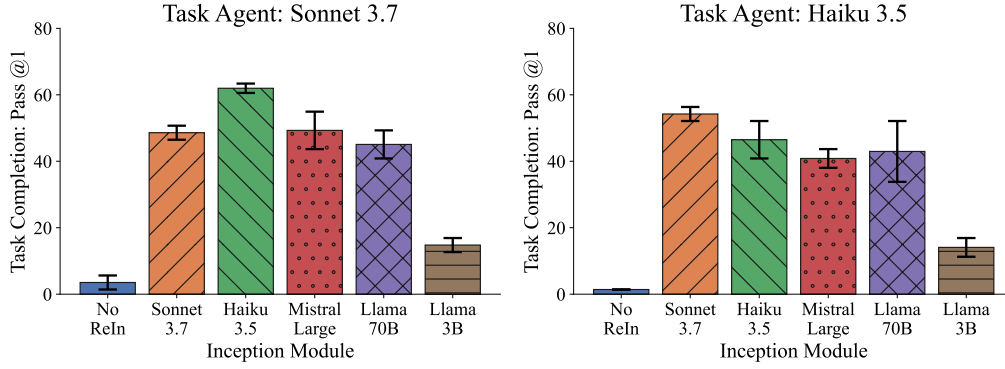 Task Agent: Sonnet 3.7
Task Completion: Pass @1
80
60
40
20
0
No
ReIn
Sonnet
3.7
Haiku
3.5
Mistral
Large
Llama
70B
Llama
3B
Inception Module
Task Agent: Haiku 3.5
Task Completion: Pass @1
80
60
40
20
0
No
ReIn
Sonnet
3.7
Haiku
3.5
Mistral
Large
Llama
70B
Llama
3B
Inception Module